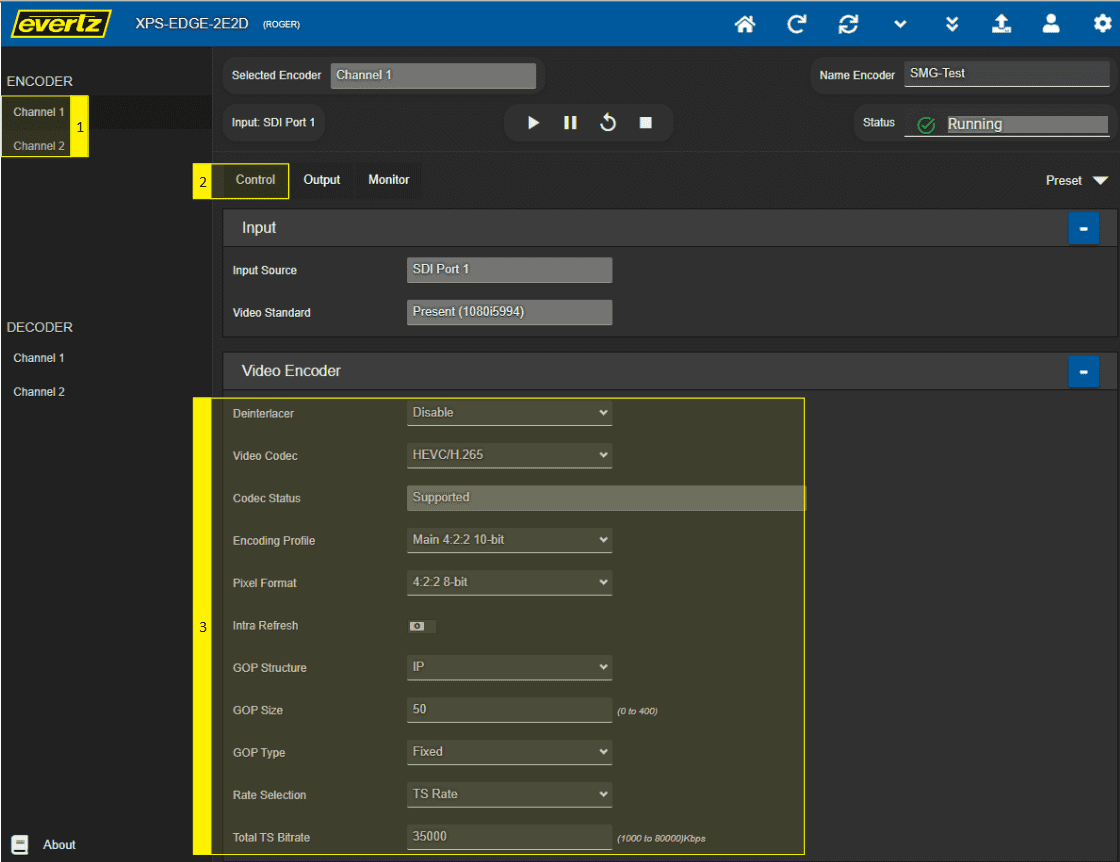 evertz XPS-EDGE-2E2D (ROGER)
ENCODER
Channel 1
Channel 2
1
DECODER
Channel 1
Channel 2
About
Selected Encoder Channel 1
Name Encoder SMG-Test
Input: SDI Port 1
Status Running
2 Control Output Monitor
Preset
Input -
Input Source SDI Port 1
Video Standard Present (1080i5994)
Video Encoder -
3
Deinterlacer Disable
Video Codec HEVC/H.265
Codec Status Supported
Encoding Profile Main 4:2:2 10-bit
Pixel Format 4:2:2 8-bit
Intra Refresh
GOP Structure IP
GOP Size 50 (0 to 400)
GOP Type Fixed
Rate Selection TS Rate
Total TS Bitrate 35000 (1000 to 80000)Kbps